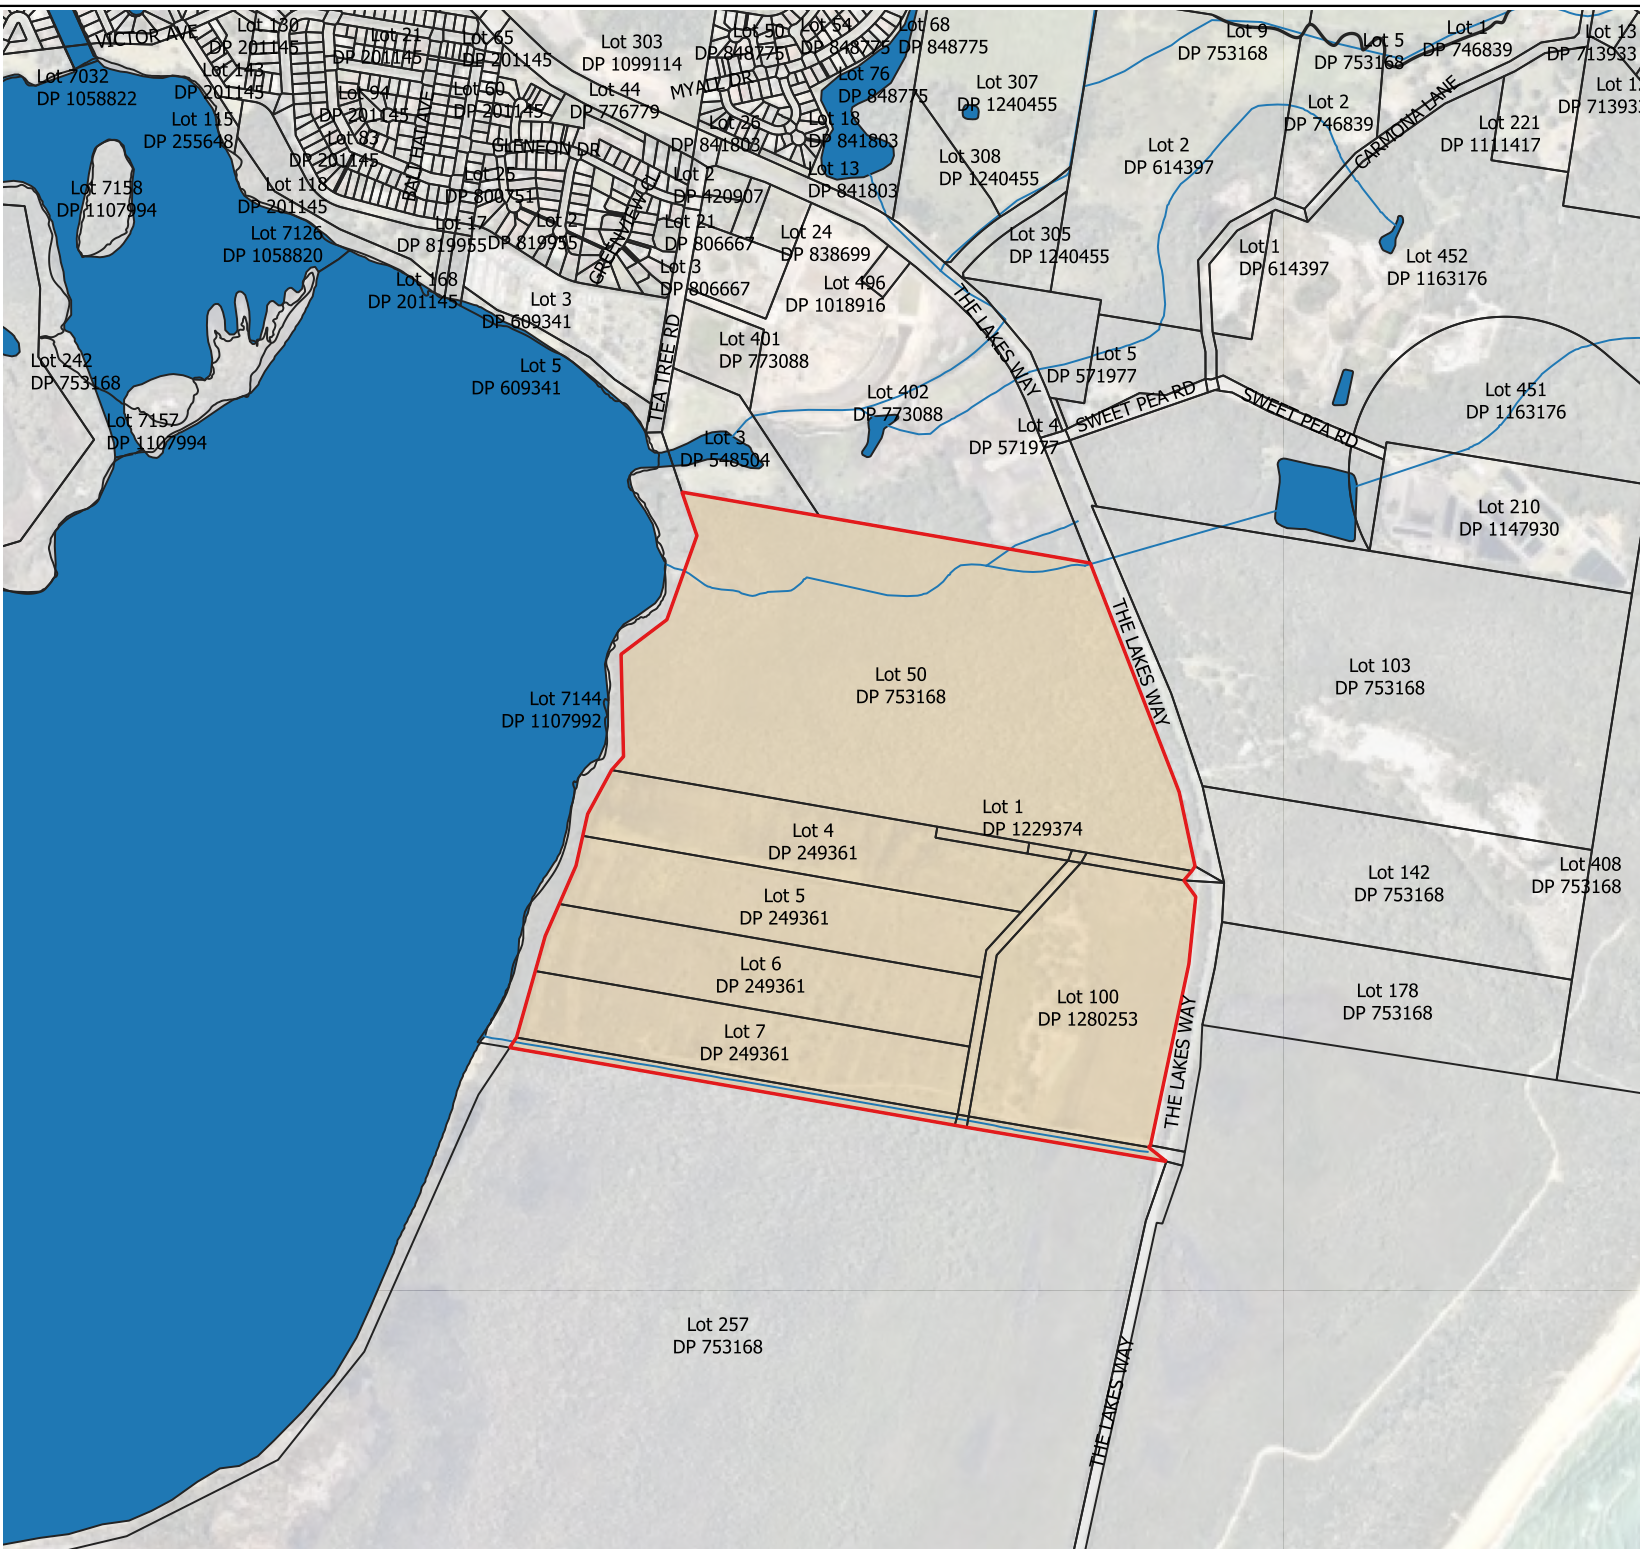 Lot 130
DP 201145
VICTOR AVE
Lot 21
DP 201145
Lot 65
DP 201145
Lot 303
DP 1099114
Lot 50
DP 848775
Lot 54
DP 848775
Lot 68
DP 848775
Lot 9
DP 753168
Lot 5
DP 753168
Lot 1
DP 746839
Lot 13
DP 713933
Lot 7032
DP 1058822
Lot 143
DP 201145
Lot 94
DP 201145
Lot 60
DP 201145
Lot 44
DP 776779
MYALL DR
Lot 76
DP 848775
Lot 307
DP 1240455
Lot 2
DP 746839
CARMONA LANE
Lot 115
DP 255648
Lot 83
DP 201145
GLENEON DR
Lot 26
DP 841803
Lot 18
DP 841803
Lot 308
DP 1240455
Lot 2
DP 614397
Lot 221
DP 1111417
Lot 7158
DP 1107994
Lot 118
DP 201145
Lot 25
DP 800751
Lot 2
DP 420907
Lot 13
DP 841803
Lot 7126
DP 1058820
Lot 17
DP 819955
Lot 2
DP 819955
GREENVIEW CL
Lot 21
DP 806667
Lot 24
DP 838699
Lot 305
DP 1240455
Lot 1
DP 614397
Lot 452
DP 1163176
Lot 168
DP 201145
Lot 3
DP 609341
Lot 3
DP 806667
Lot 496
DP 1018916
THE LAKES WAY
Lot 242
DP 753168
Lot 5
DP 609341
TEA TREE RD
Lot 401
DP 773088
Lot 402
DP 773088
Lot 5
DP 571977
SWEET PEA RD
SWEET PEA RD
Lot 451
DP 1163176
Lot 7157
DP 1107994
Lot 3
DP 548504
Lot 4
DP 571977
Lot 210
DP 1147930
THE LAKES WAY
Lot 7144
DP 1107992
Lot 50
DP 753168
Lot 103
DP 753168
Lot 1
DP 1229374
Lot 4
DP 249361
Lot 142
DP 753168
Lot 408
DP 753168
Lot 5
DP 249361
Lot 6
DP 249361
Lot 100
DP 1280253
Lot 178
DP 753168
Lot 7
DP 249361
THE LAKES WAY
Lot 257
DP 753168
THE LAKES WAY